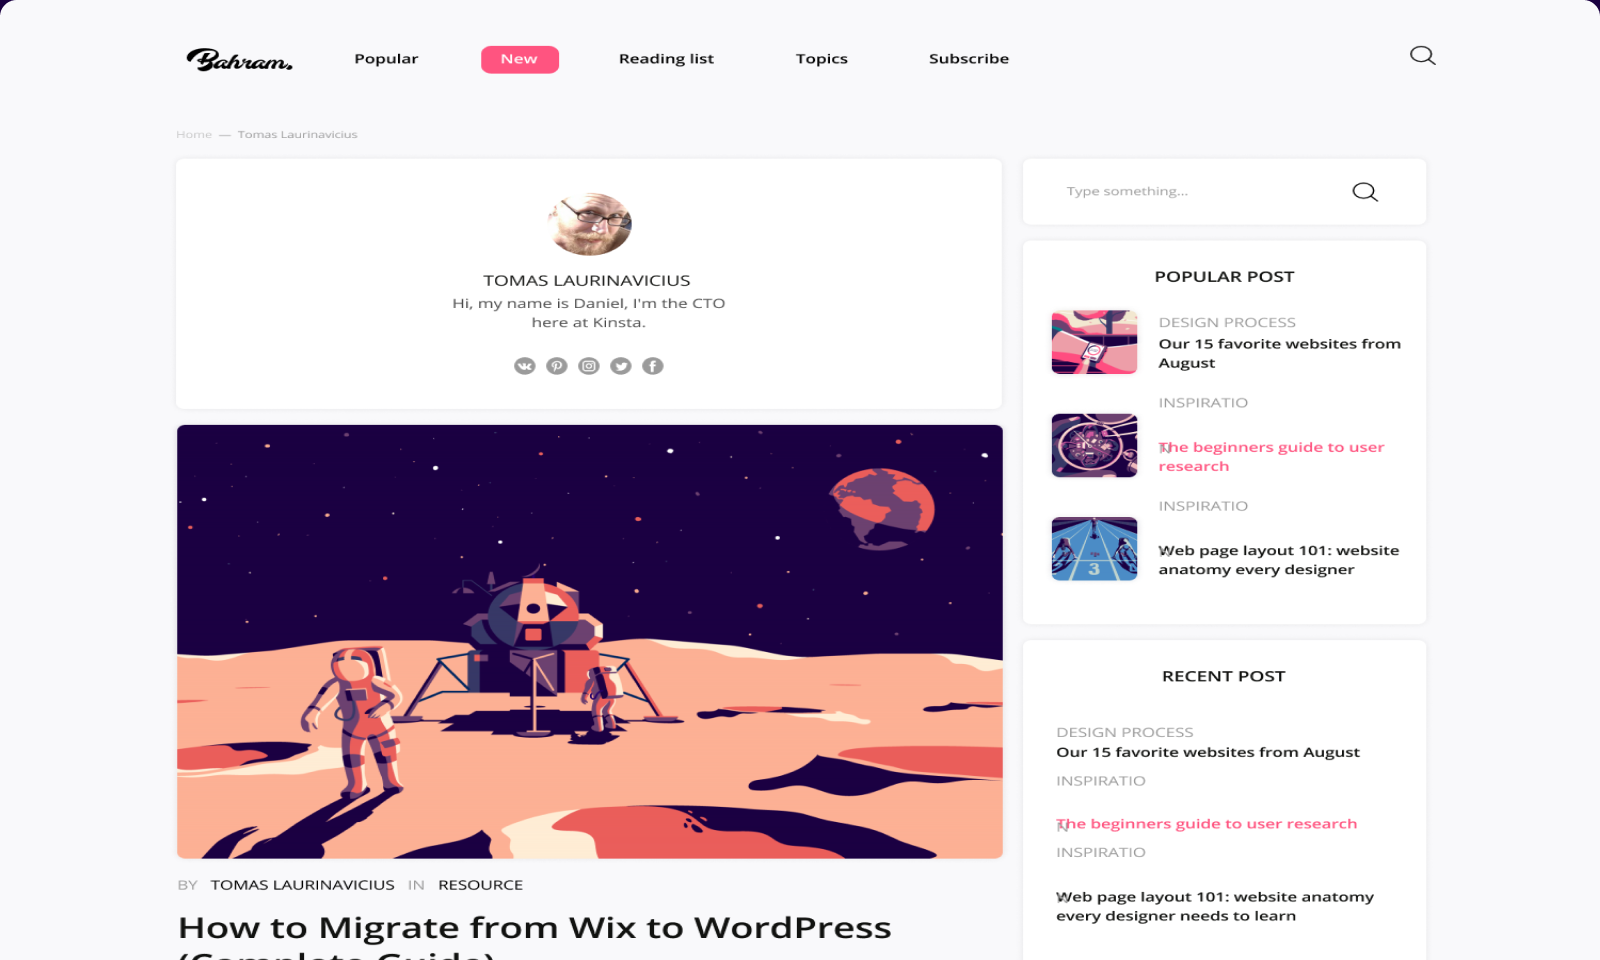 Bahram.
Popular
New
Reading list
Topics
Subscribe
Home — Tomas Laurinavicius
TOMAS LAURINAVICIUS
Hi, my name is Daniel, I'm the CTO
here at Kinsta.
BY TOMAS LAURINAVICIUS IN RESOURCE
How to Migrate from Wix to WordPress
(Complete Guide)
Type something...
POPULAR POST
DESIGN PROCESS
Our 15 favorite websites from
August
INSPIRATIO
N
The beginners guide to user
research
INSPIRATIO
N
Web page layout 101: website
anatomy every designer
3
RECENT POST
DESIGN PROCESS
Our 15 favorite websites from August
INSPIRATIO
N
The beginners guide to user research
INSPIRATIO
N
Web page layout 101: website anatomy
every designer needs to learn